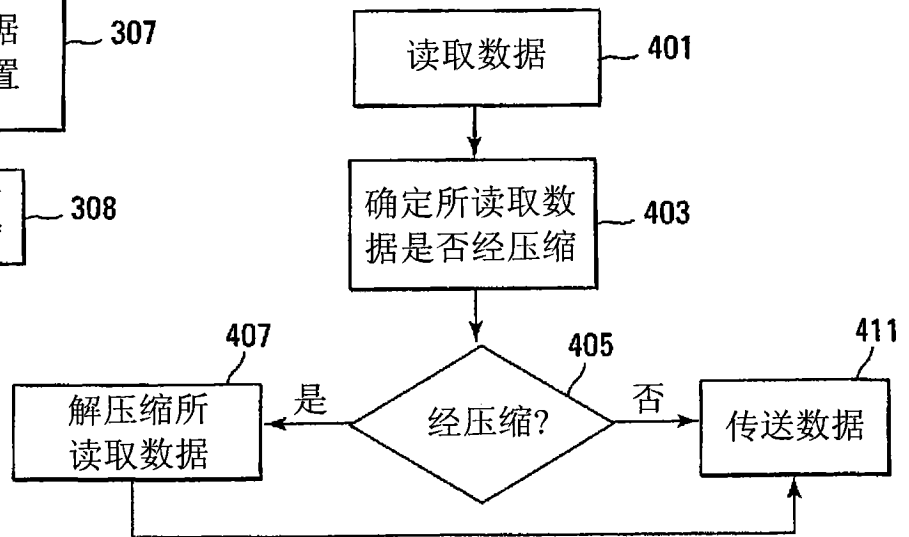 据
置
307
308
读取数据
401
确定所读取数
据是否经压缩
403
405
经压缩?
是
否
407
解压缩所
读取数据
411
传送数据